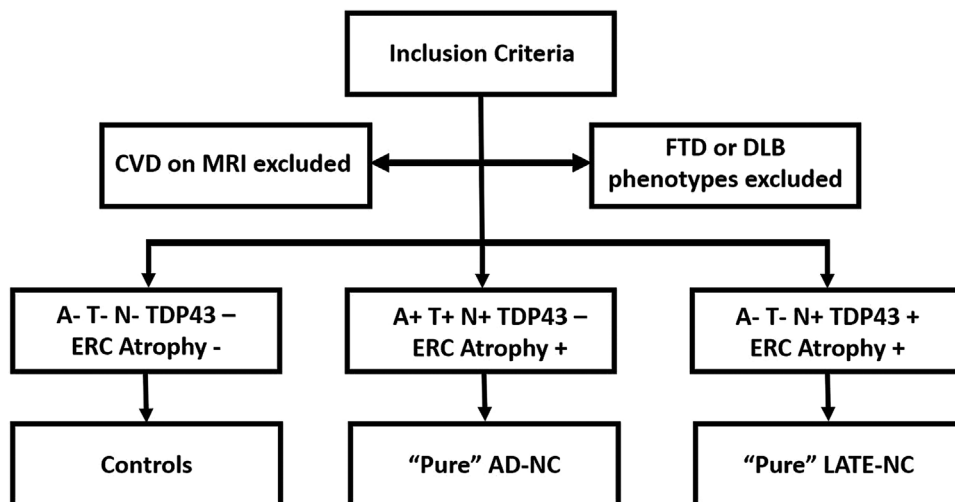 Inclusion Criteria
CVD on MRI excluded
FTD or DLB
phenotypes excluded
A- T- N- TDP43 –
ERC Atrophy -
A+ T+ N+ TDP43 –
ERC Atrophy +
A- T- N+ TDP43 +
ERC Atrophy +
Controls
“Pure” AD-NC
“Pure” LATE-NC